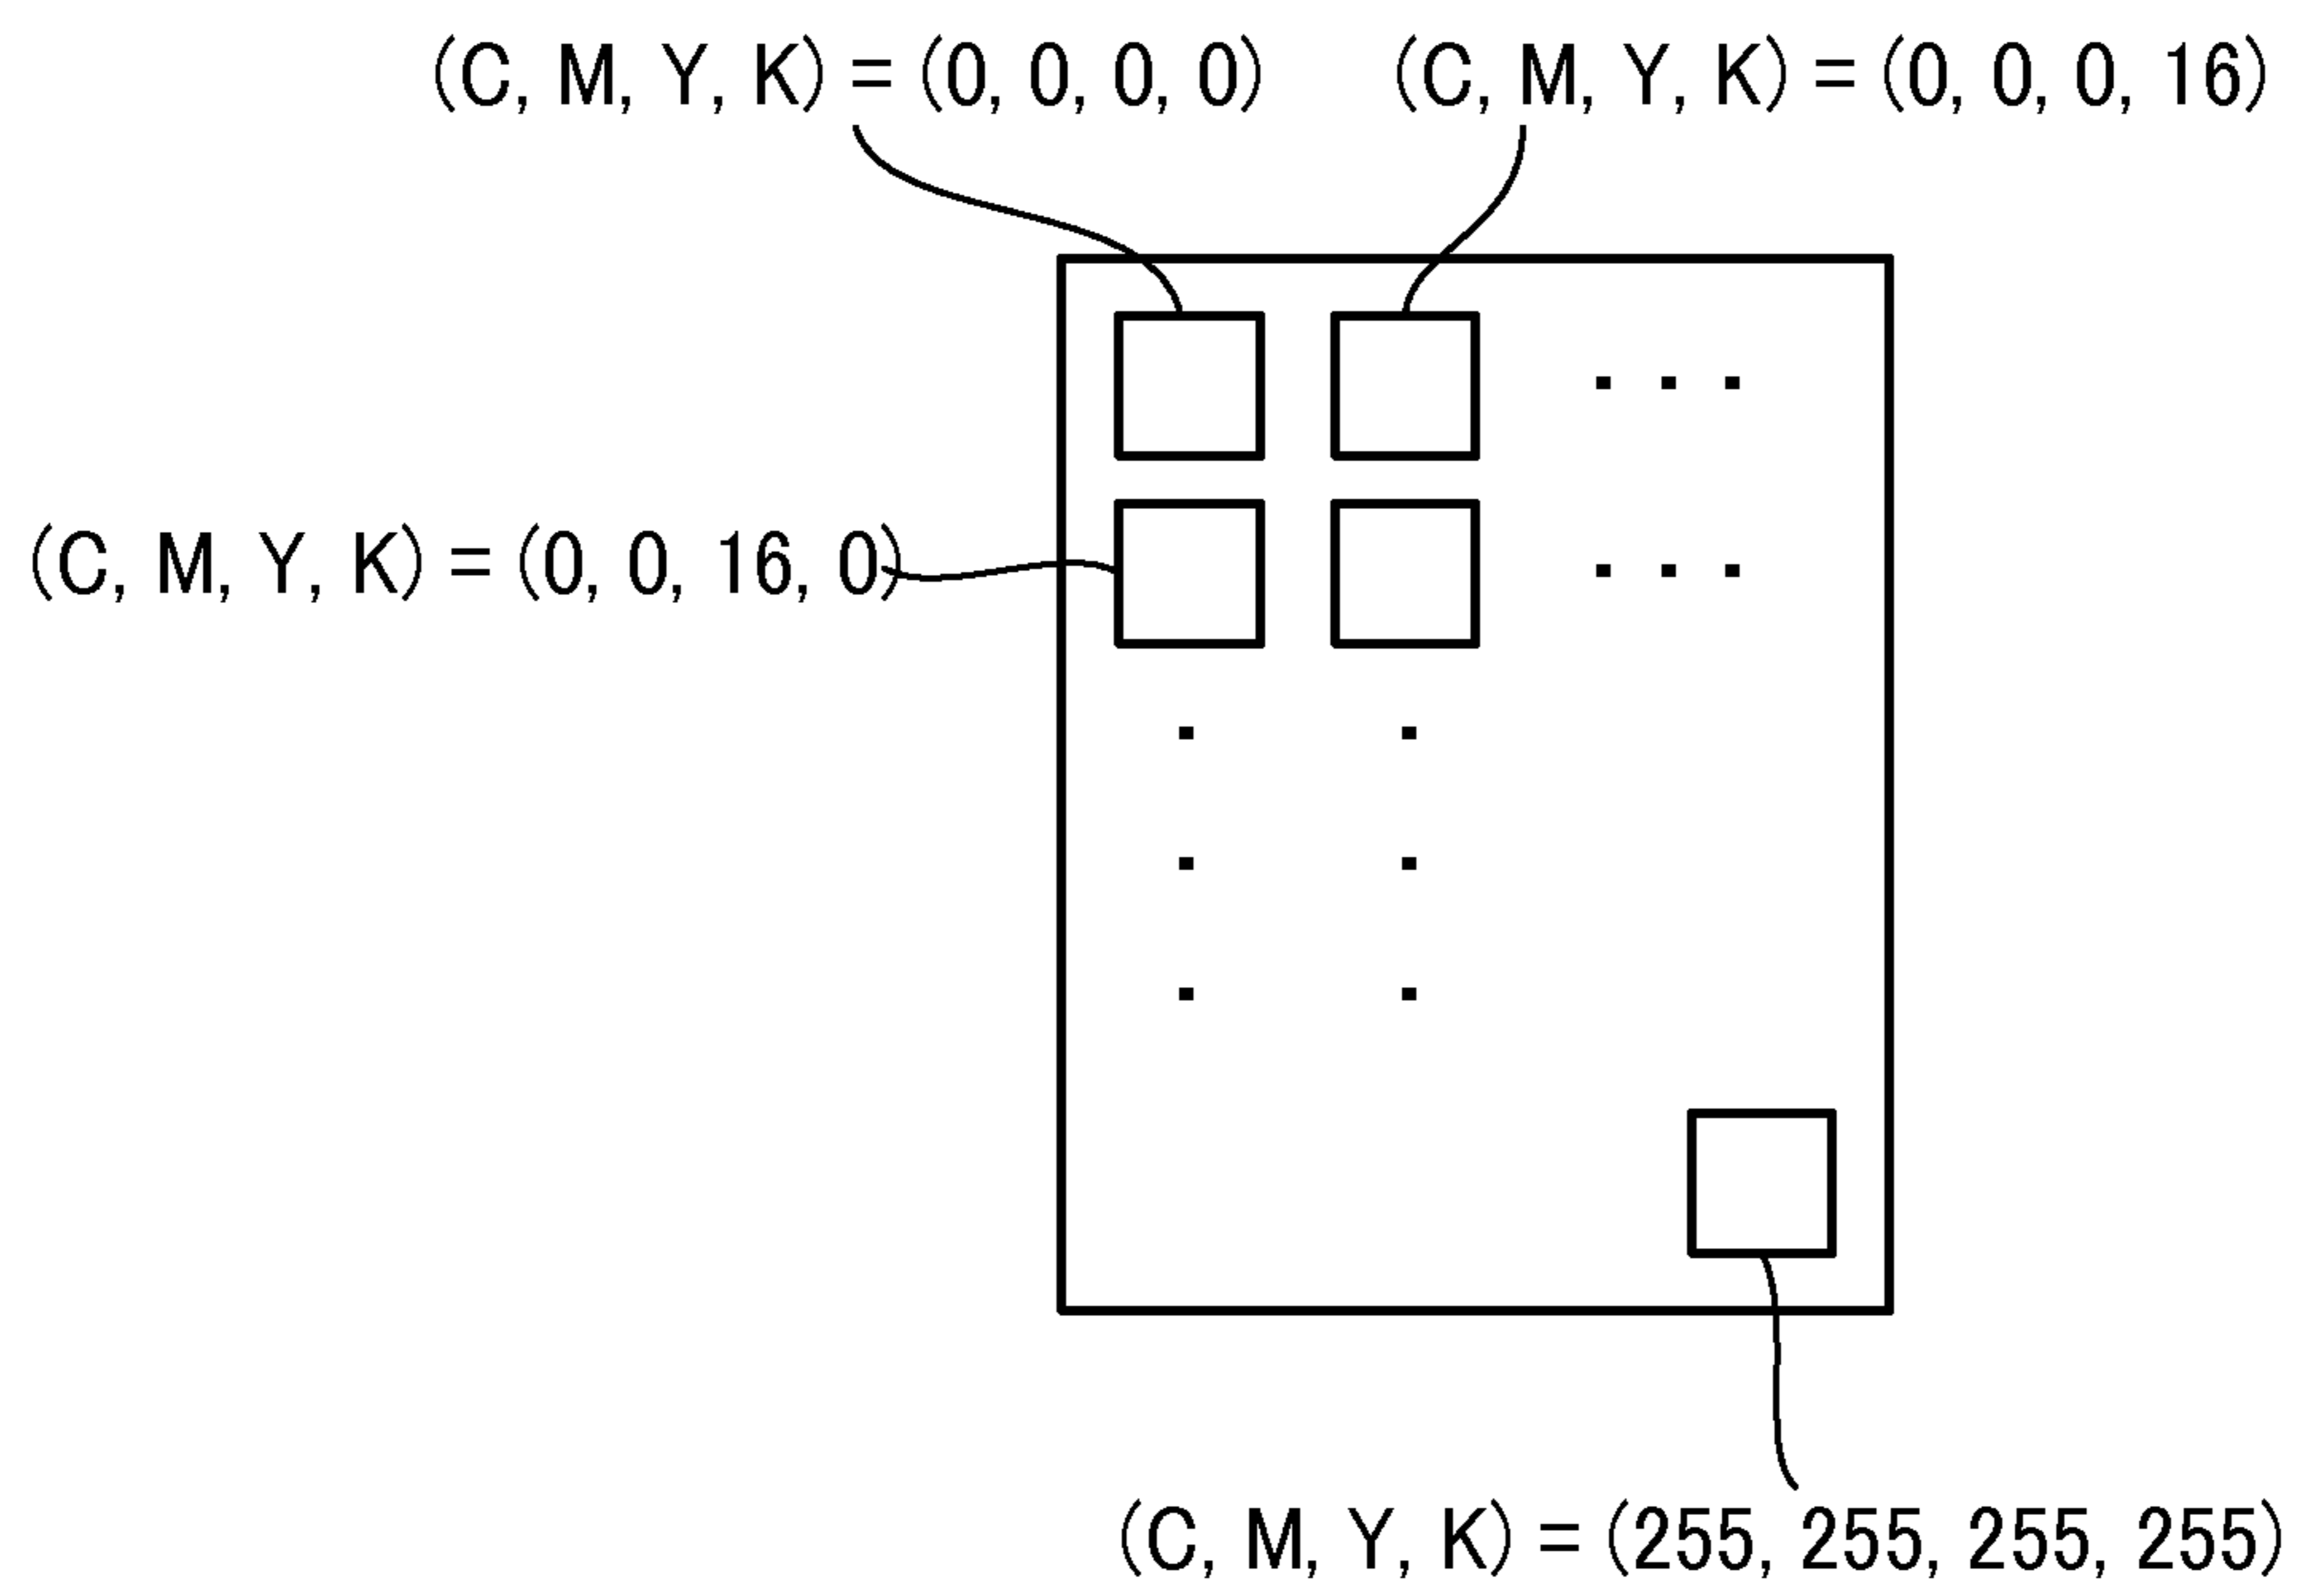 (C, M, Y, K) = (0, 0, 0, 0)
(C, M, Y, K) = (0, 0, 0, 16)
(C, M, Y, K) = (0, 0, 16, 0)
(C, M, Y, K) = (255, 255, 255, 255)